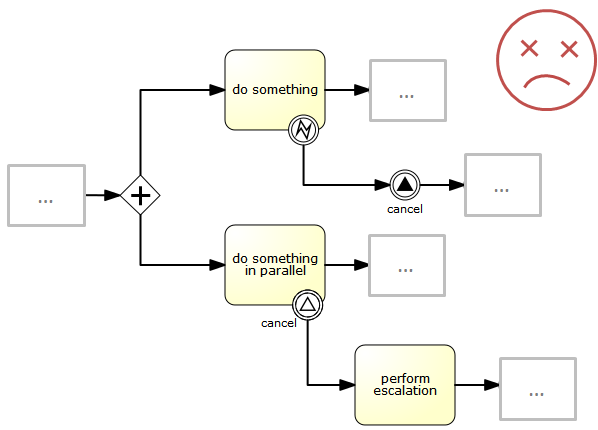 do something
...
...
...
cancel
do something
in parallel
...
cancel
perform
escalation
...